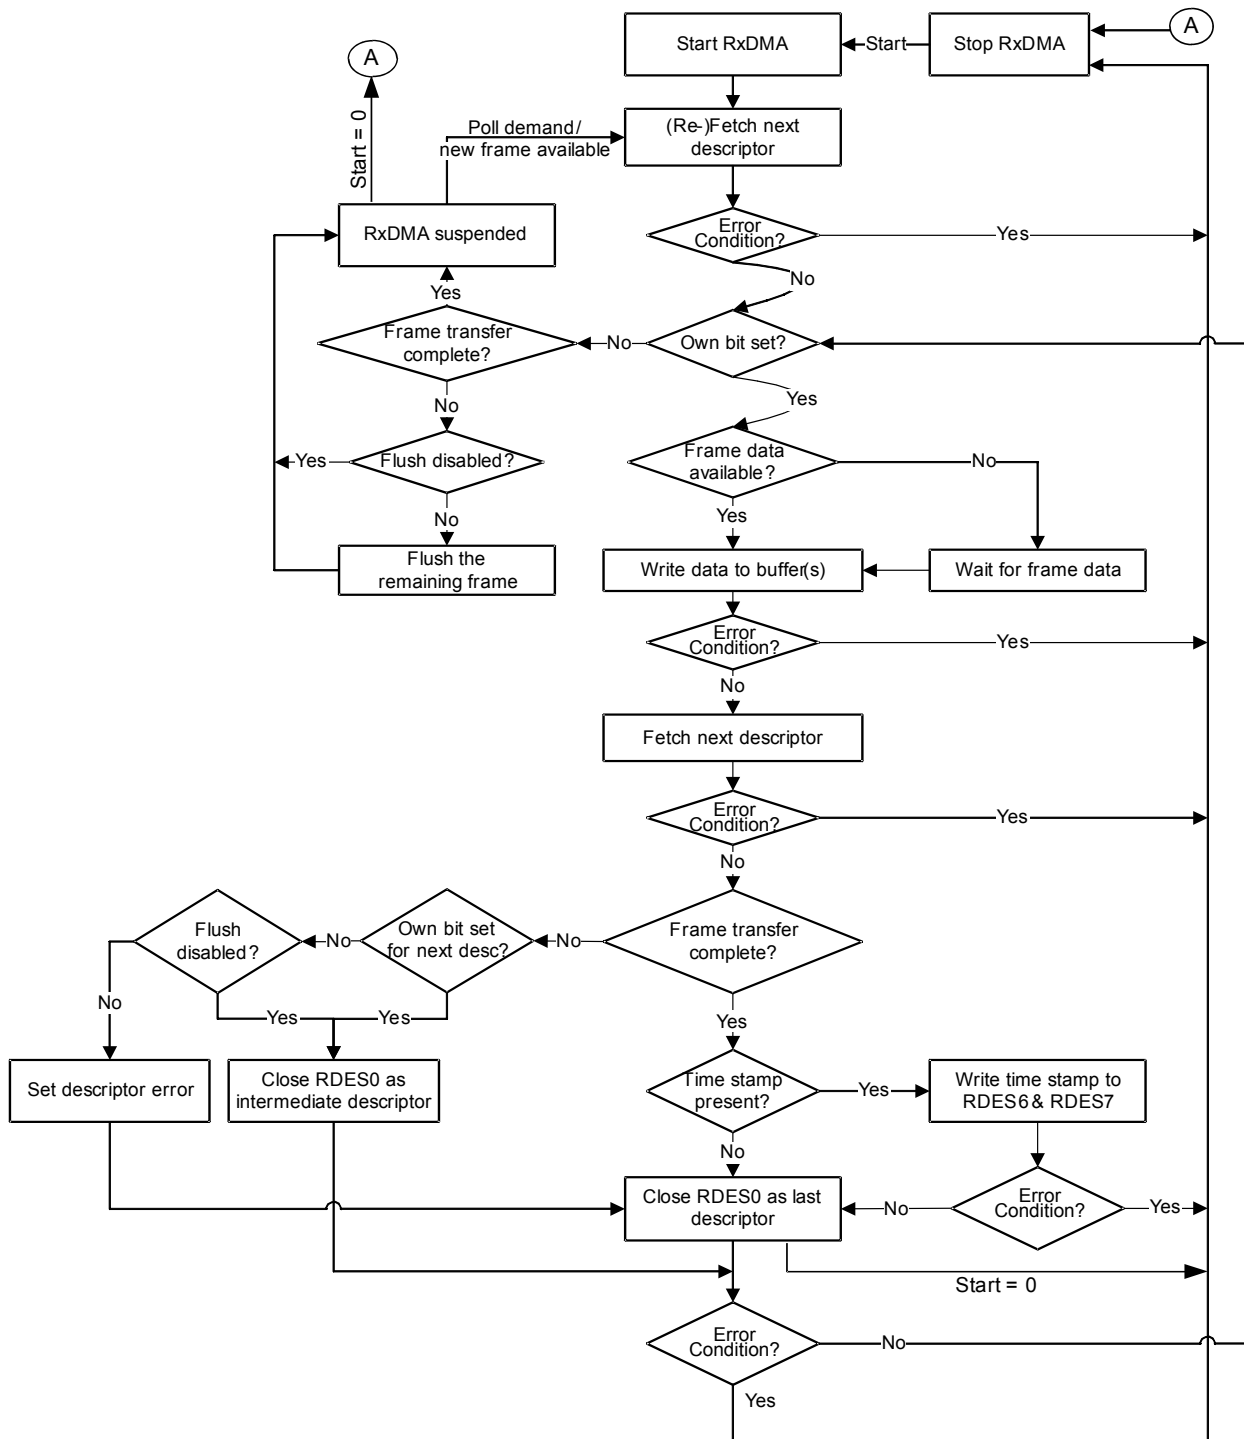 Start RxDMA
Start
Stop RxDMA
A
A
Start = 0
Poll demand/
new frame available
(Re-)Fetch next
descriptor
RxDMA suspended
Error
Condition?
Yes
No
Yes
Frame transfer
complete?
No
Own bit set?
No
Yes
Yes
Flush disabled?
Frame data
available?
No
No
Yes
Flush the
remaining frame
Write data to buffer(s)
Wait for frame data
Error
Condition?
Yes
No
Fetch next descriptor
Error
Condition?
Yes
No
Flush
disabled?
No
Own bit set
for next desc?
No
Frame transfer
complete?
No
Yes
Yes
Yes
Set descriptor error
Close RDES0 as
intermediate descriptor
Time stamp
present?
Yes
Write time stamp to
RDES6 & RDES7
No
Close RDES0 as last
descriptor
No
Error
Condition?
Yes
Start = 0
Error
Condition?
No
Yes